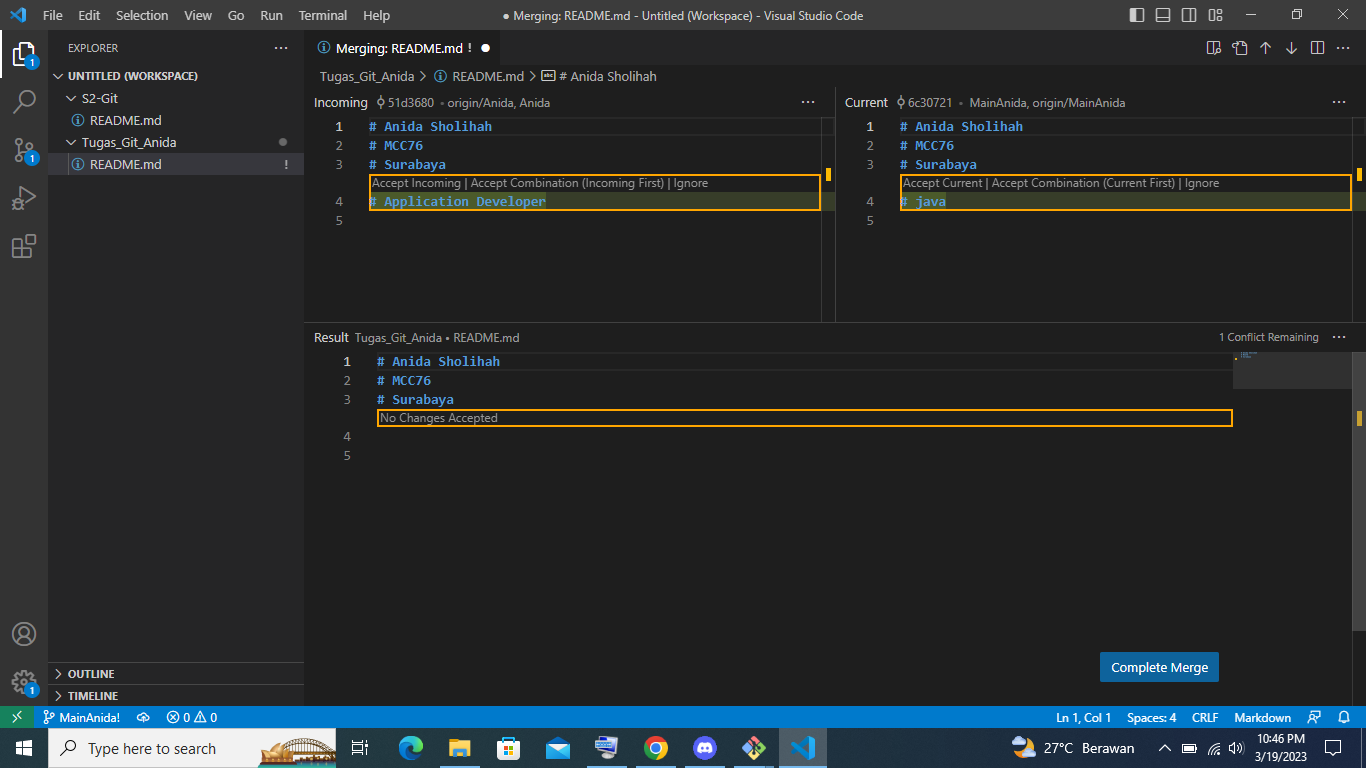 File Edit Selection View Go Run Terminal Help
● Merging: README.md - Untitled (Workspace) - Visual Studio Code
EXPLORER
UNTITLED (WORKSPACE)
S2-Git
README.md
Tugas_Git_Anida
README.md !
OUTLINE
TIMELINE
1
1
1
Merging: README.md ! ●
Tugas_Git_Anida > README.md > # Anida Sholihah
Incoming 51d3680 • origin/Anida, Anida
1 # Anida Sholihah
2 # MCC76
3 # Surabaya
Accept Incoming | Accept Combination (Incoming First) | Ignore
4 # Application Developer
5
Current 6c30721 • MainAnida, origin/MainAnida
1 # Anida Sholihah
2 # MCC76
3 # Surabaya
Accept Current | Accept Combination (Current First) | Ignore
4 # java
5
Result Tugas_Git_Anida • README.md
1 Conflict Remaining
1 # Anida Sholihah
2 # MCC76
3 # Surabaya
No Changes Accepted
4
5
Complete Merge
MainAnida! 0 0
Ln 1, Col 1 Spaces: 4 CRLF Markdown
Type here to search
27°C Berawan
10:46 PM
3/19/2023